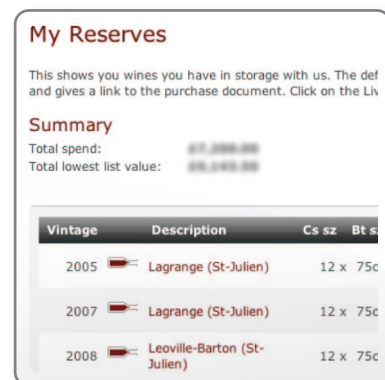 My Reserves
This shows you wines you have in storage with us. The def
and gives a link to the purchase document. Click on the Liv
Summary
Total spend:
Total lowest list value:
Vintage Description Cs sz Bt s
2005 Lagrange (St-Julien) 12 x 75c
2007 Lagrange (St-Julien) 12 x 75c
2008 Leoville-Barton (St-
Julien) 12 x 75c